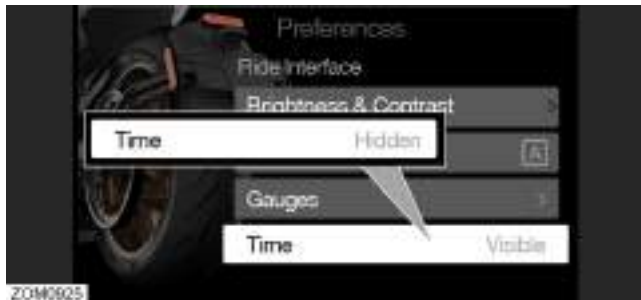 Preferences
Ride Interface
Brightness & Contrast
Time Hidden
A
Gauges
Time Visible
ZOM0925